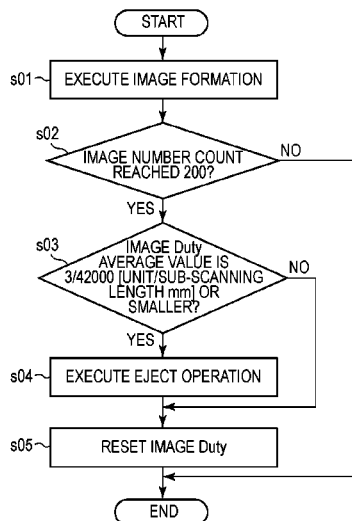 START
s01
EXECUTE IMAGE FORMATION
s02
IMAGE NUMBER COUNT
REACHED 200?
NO
YES
s03
IMAGE Duty
AVERAGE VALUE IS
3/42000 [UNIT/SUB-SCANNING
LENGTH mm] OR
SMALLER?
NO
YES
s04
EXECUTE EJECT OPERATION
s05
RESET IMAGE Duty
END